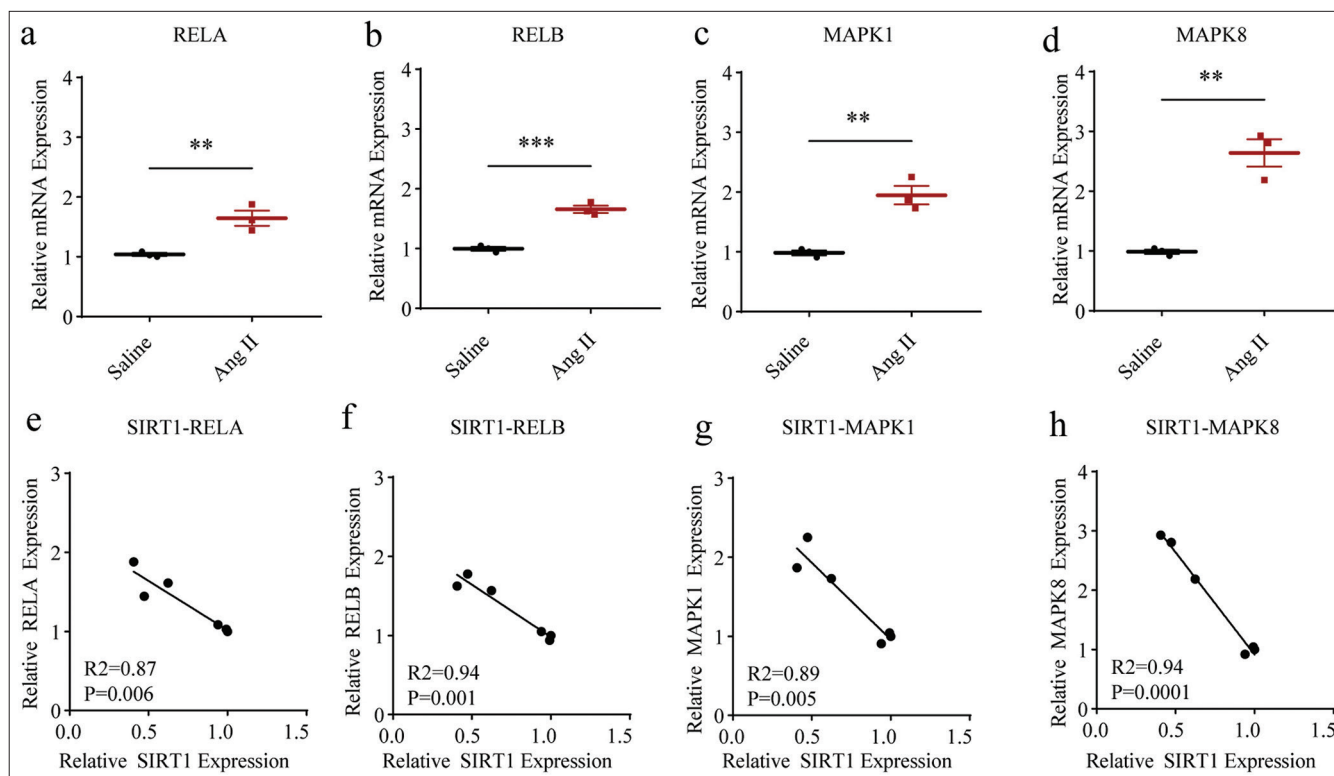 a
RELA
Relative mRNA Expression
4
3
2
1
0
**
Saline
Ang II
b
RELB
Relative mRNA Expression
4
3
2
1
0
***
Saline
Ang II
c
MAPK1
Relative mRNA Expression
4
3
2
1
0
**
Saline
Ang II
d
MAPK8
Relative mRNA Expression
4
3
2
1
0
**
Saline
Ang II
e
SIRT1-RELA
Relative RELA Expression
3
2
1
0
R2=0.87
P=0.006
0.0 0.5 1.0 1.5
Relative SIRT1 Expression
f
SIRT1-RELB
Relative RELB Expression
3
2
1
0
R2=0.94
P=0.001
0.0 0.5 1.0 1.5
Relative SIRT1 Expression
g
SIRT1-MAPK1
Relative MAPK1 Expression
3
2
1
0
R2=0.89
P=0.005
0.0 0.5 1.0 1.5
Relative SIRT1 Expression
h
SIRT1-MAPK8
Relative MAPK8 Expression
4
3
2
1
0
R2=0.94
P=0.0001
0.0 0.5 1.0 1.5
Relative SIRT1 Expression